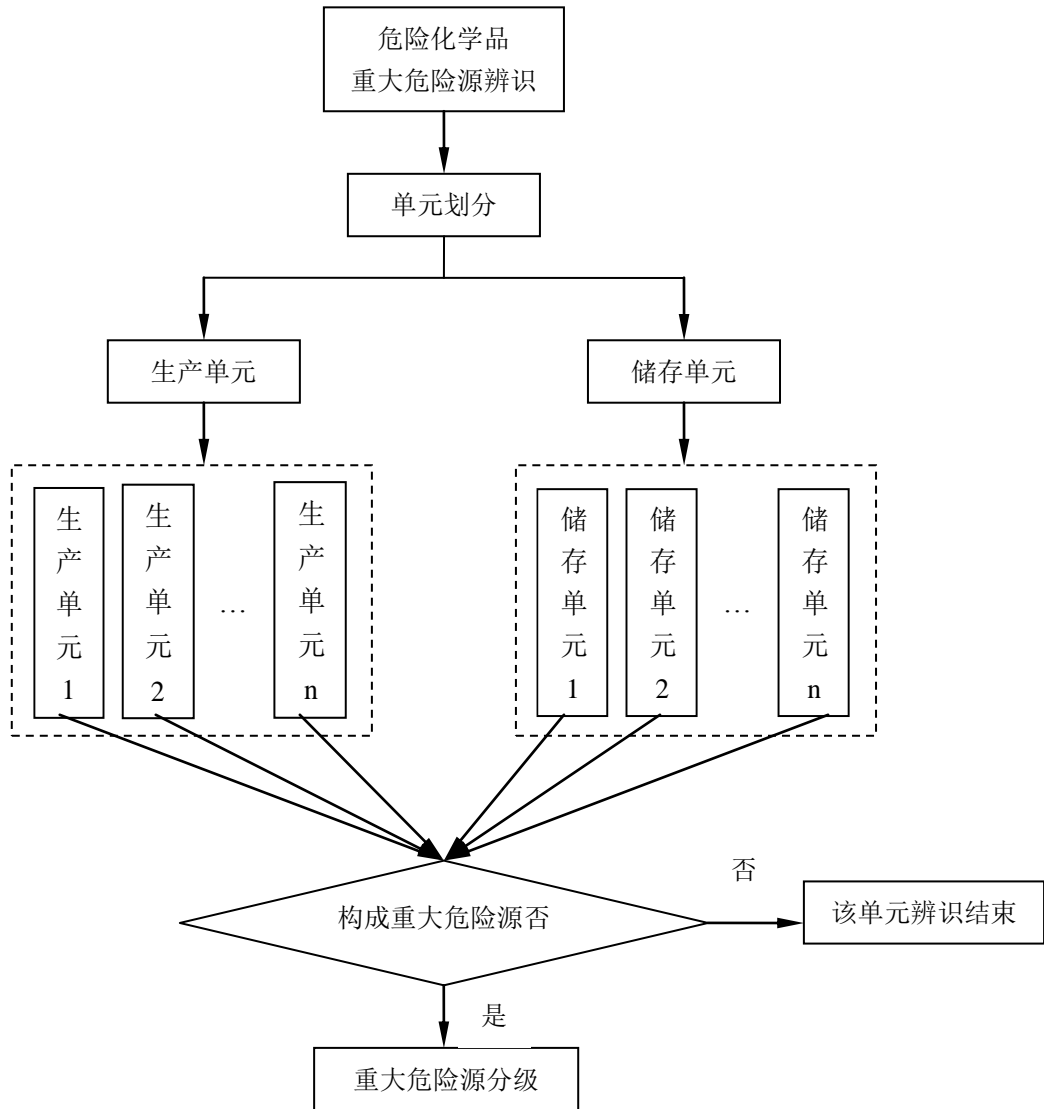 危险化学品
重大危险源辨识
单元划分
生产单元
储存单元
生产单元1
生产单元2
…
生产单元n
储存单元1
储存单元2
…
储存单元n
构成重大危险源否
否
该单元辨识结束
是
重大危险源分级